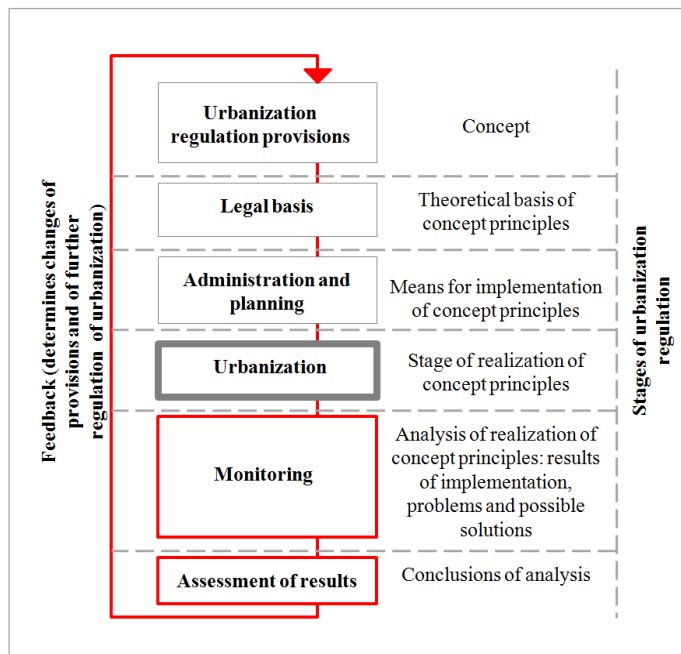 Feedback (determines changes of
provisions and of further
regulation of urbanization)
Urbanization
regulation provisions
Concept
Legal basis
Theoretical basis of
concept principles
Administration and
planning
Means for implementation
of concept principles
Urbanization
Stage of realization of
concept principles
Monitoring
Analysis of realization of
concept principles: results
of implementation,
problems and possible
solutions
Assessment of results
Conclusions of analysis
Stages of urbanization
regulation